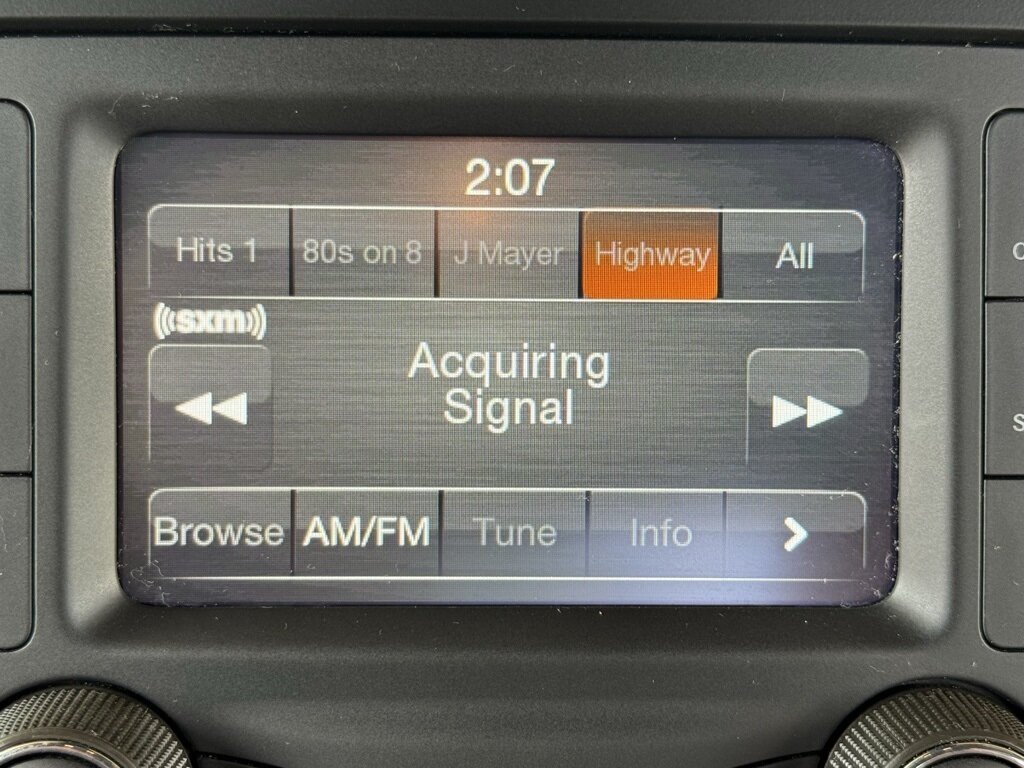 2:07
Hits 1 80s on 8 J Mayer Highway All
((sxm))
Acquiring
Signal
Browse AM/FM Tune Info >